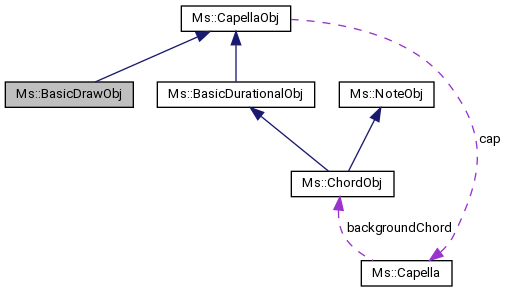 Ms::CapellaObj
Ms::BasicDrawObj
Ms::BasicDurationalObj
Ms::NoteObj
cap
Ms::ChordObj
backgroundChord
Ms::Capella